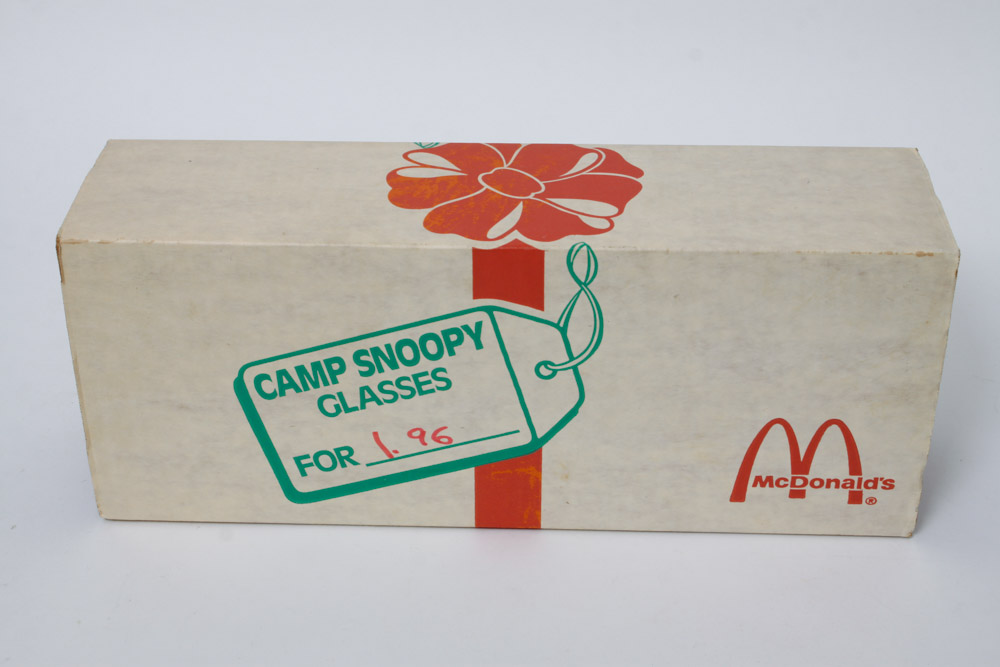 CAMP SNOOPY
GLASSES
FOR 1.96
McDonald's
®